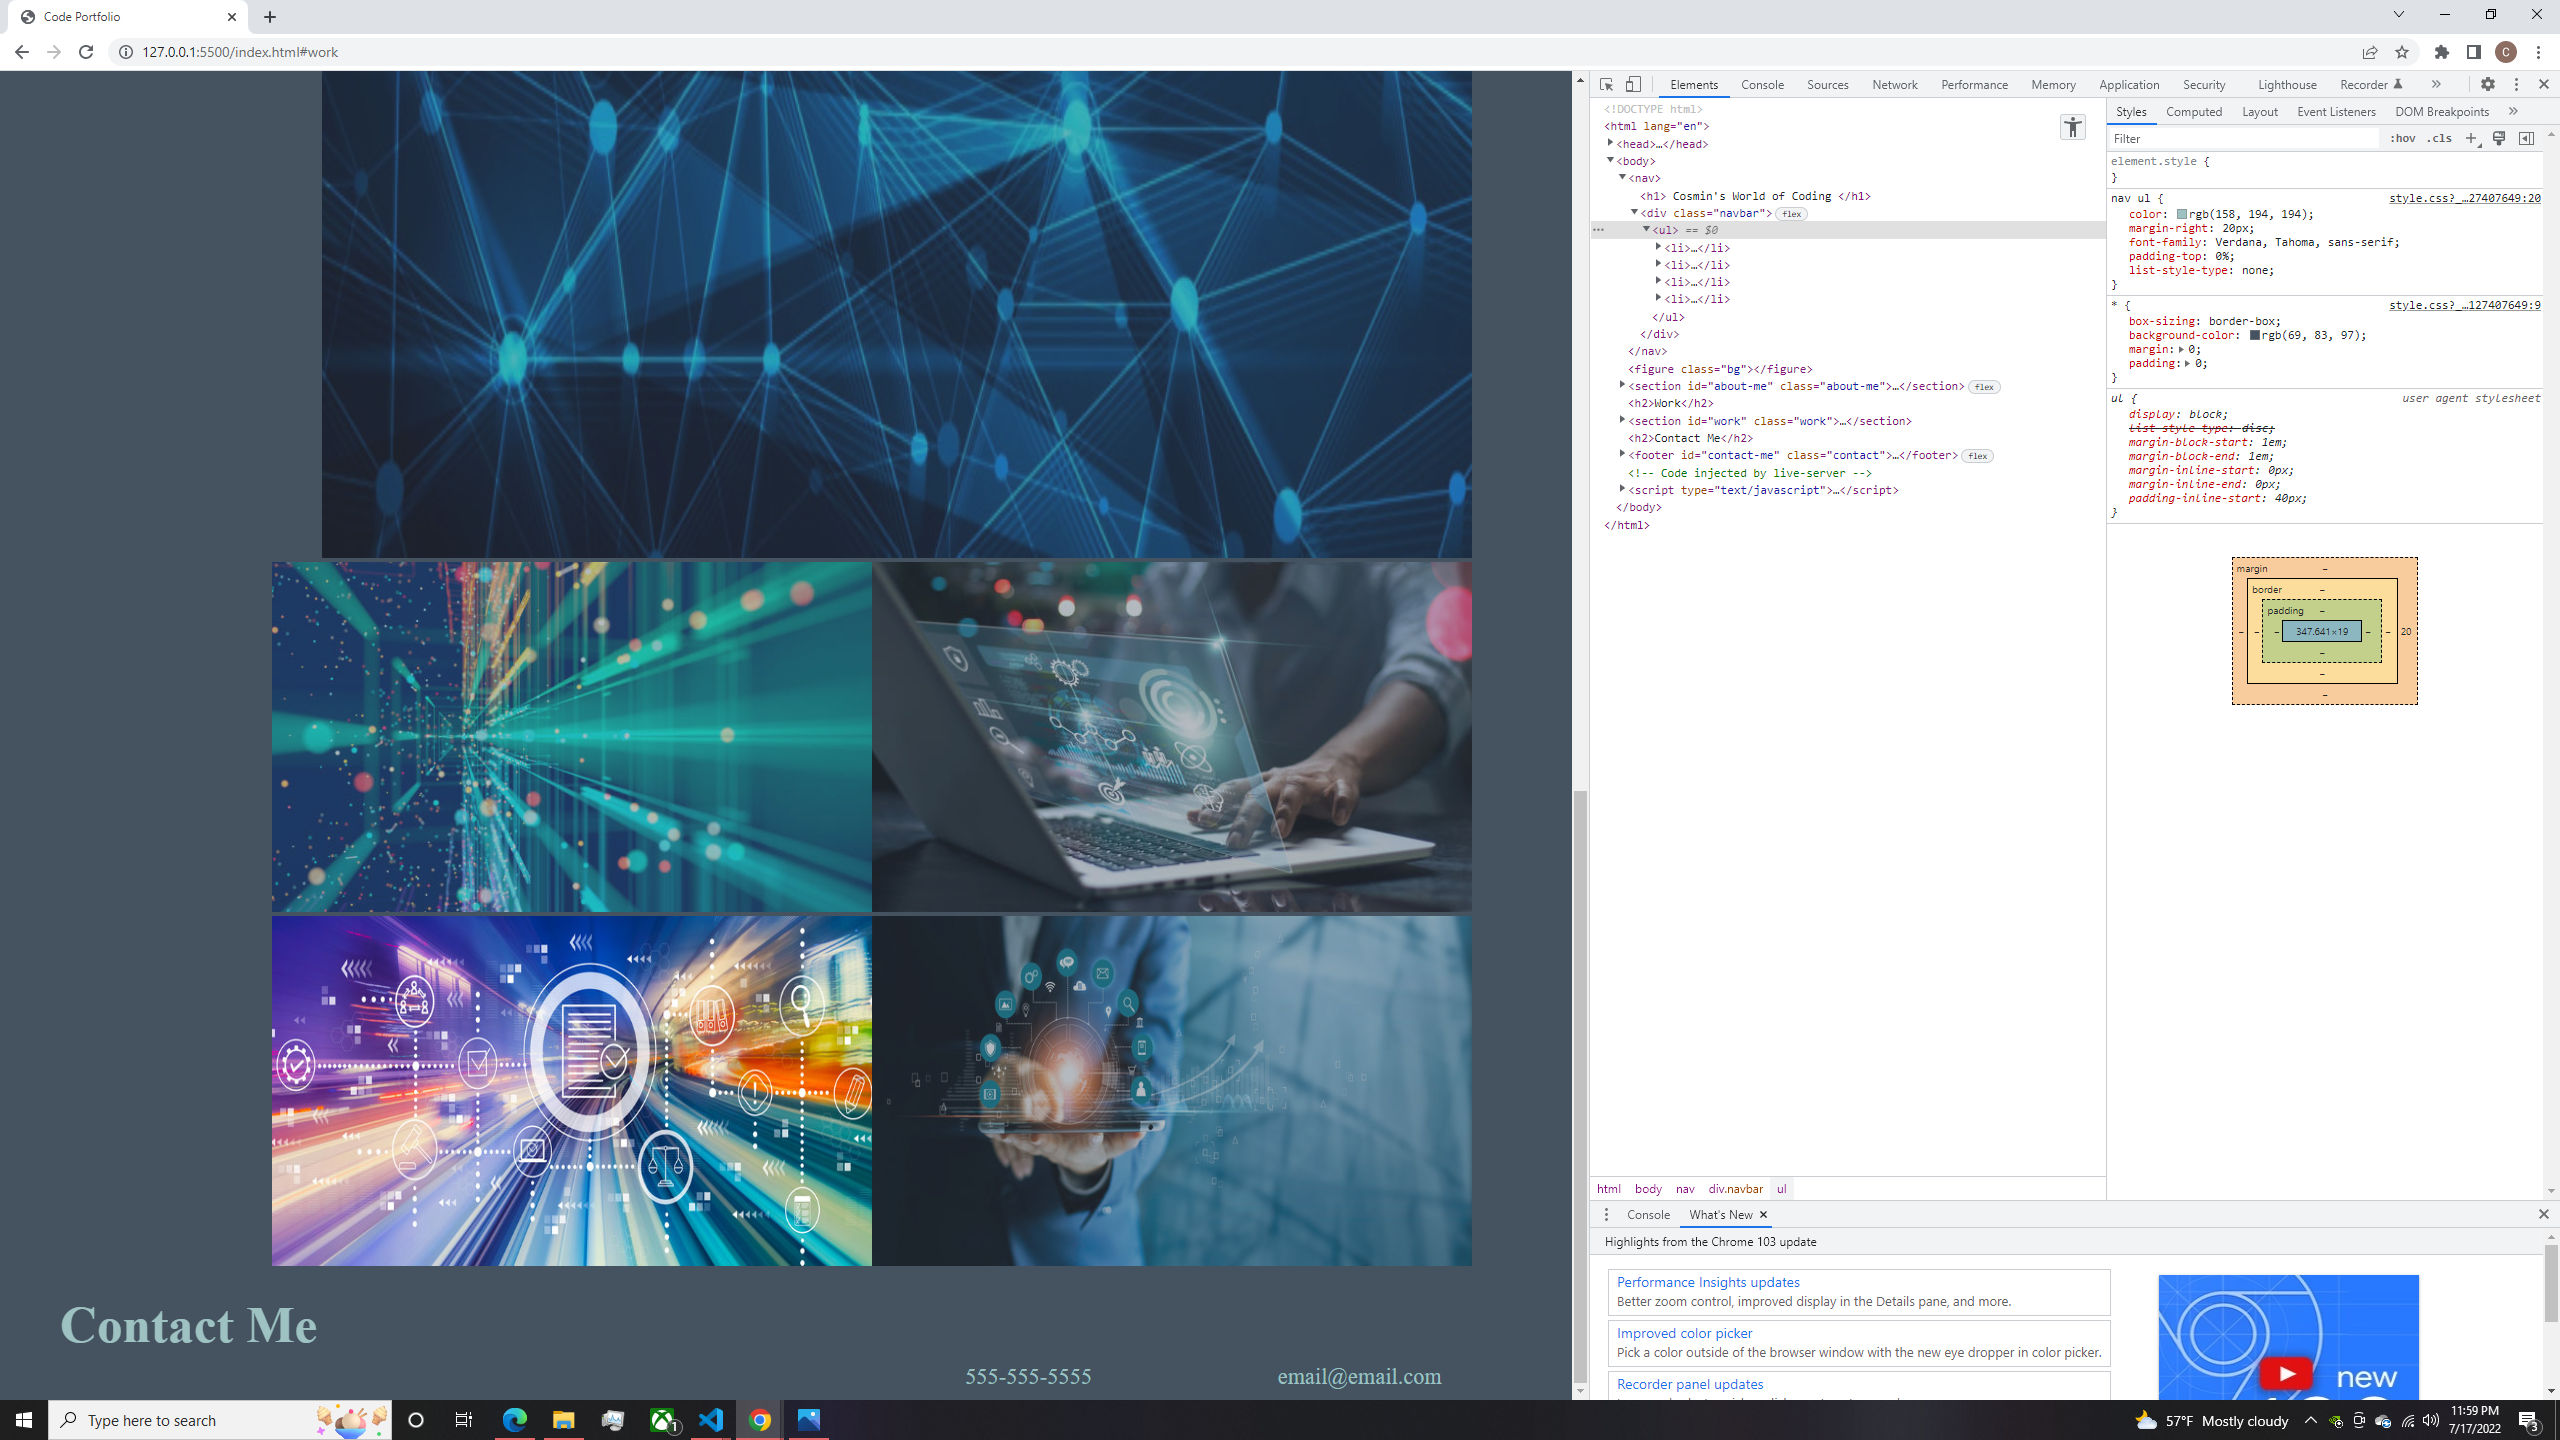 Code Portfolio
127.0.0.1:5500/index.html#work
C
Elements Console Sources Network Performance Memory Application Security Lighthouse Recorder
<!DOCTYPE html>
<html lang="en">
<head>…</head>
<body>
<nav>
<h1> Cosmin's World of Coding </h1>
<div class="navbar"> flex
<ul> == $0
<li>…</li>
<li>…</li>
<li>…</li>
<li>…</li>
</ul>
</div>
</nav>
<figure class="bg"></figure>
<section id="about-me" class="about-me">…</section> flex
<h2>Work</h2>
<section id="work" class="work">…</section>
<h2>Contact Me</h2>
<footer id="contact-me" class="contact">…</footer> flex
<!-- Code injected by live-server -->
<script type="text/javascript">…</script>
</body>
</html>
html body nav div.navbar ul
Styles Computed Layout Event Listeners DOM Breakpoints
Filter :hov .cls
element.style {
}
nav ul { style.css?_…27407649:20
color: rgb(158, 194, 194);
margin-right: 20px;
font-family: Verdana, Tahoma, sans-serif;
padding-top: 0%;
list-style-type: none;
}
* { style.css?_…127407649:9
box-sizing: border-box;
background-color: rgb(69, 83, 97);
margin: 0;
padding: 0;
}
ul { user agent stylesheet
display: block;
list-style-type: disc;
margin-block-start: 1em;
margin-block-end: 1em;
margin-inline-start: 0px;
margin-inline-end: 0px;
padding-inline-start: 40px;
}
margin –
border –
padding –
– – – 347.641×19 – – 20
–
–
–
Console What's New
Highlights from the Chrome 103 update
Performance Insights updates
Better zoom control, improved display in the Details pane, and more.
Improved color picker
Pick a color outside of the browser window with the new eye dropper in color picker.
Recorder panel updates
new
Contact Me
555-555-5555 email@email.com
Type here to search
1
57°F Mostly cloudy
11:59 PM
7/17/2022
3